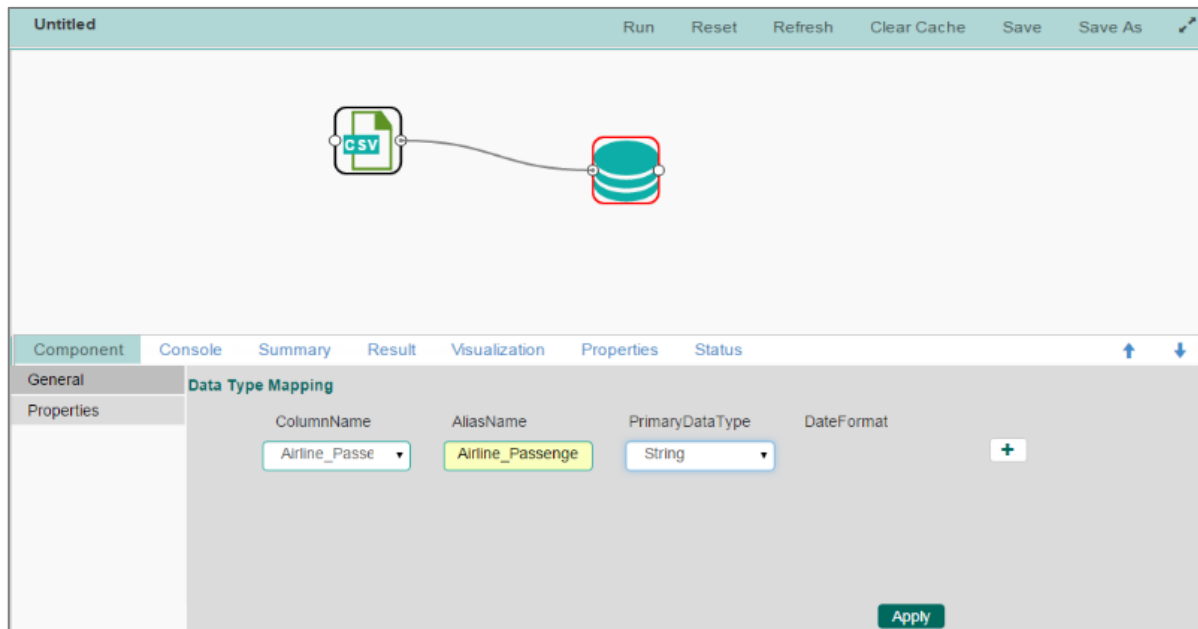 Untitled Run Reset Refresh Clear Cache Save Save As
CSV
Component Console Summary Result Visualization Properties Status
General
Properties
Data Type Mapping
ColumnName AliasName PrimaryDataType DateFormat
Airline_Passe Airline_Passenge String +
Apply